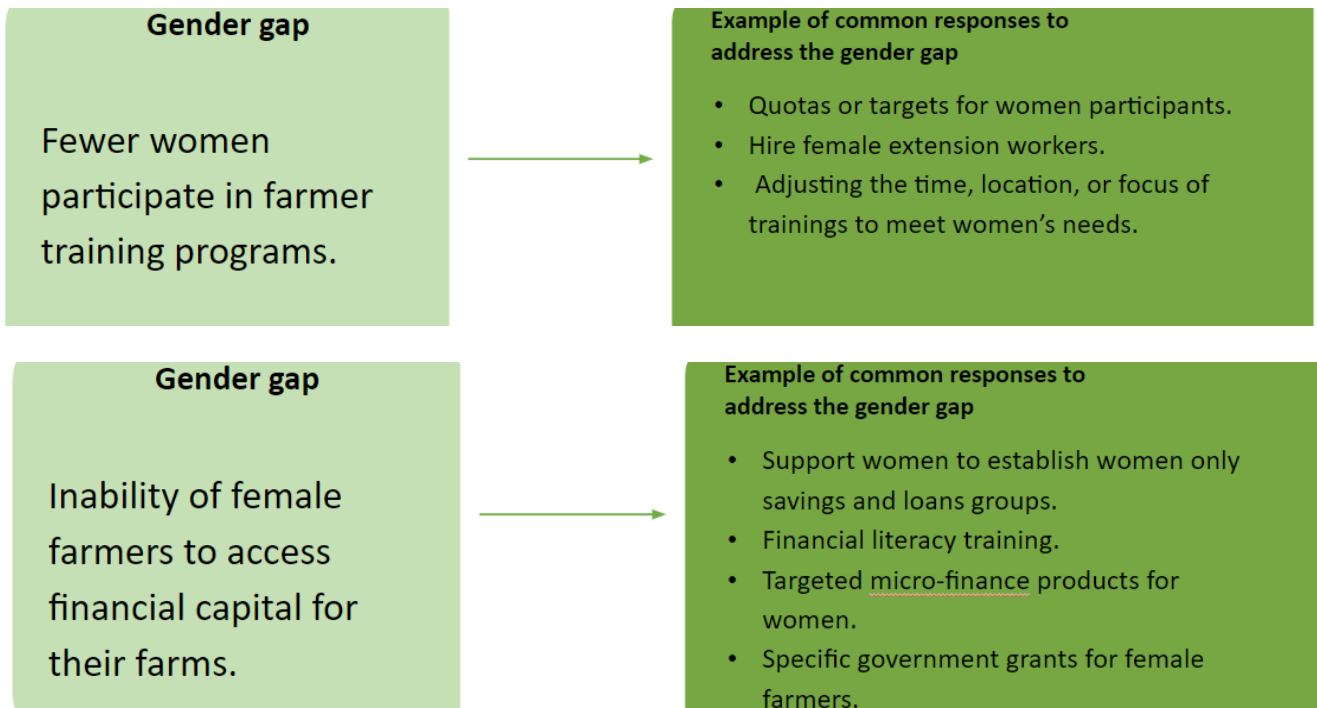 Gender gap
Fewer women
participate in farmer
training programs.
Example of common responses to
address the gender gap
• Quotas or targets for women participants.
• Hire female extension workers.
• Adjusting the time, location, or focus of
trainings to meet women’s needs.
Gender gap
Inability of female
farmers to access
financial capital for
their farms.
Example of common responses to
address the gender gap
• Support women to establish women only
savings and loans groups.
• Financial literacy training.
• Targeted micro-finance products for
women.
• Specific government grants for female
farmers.